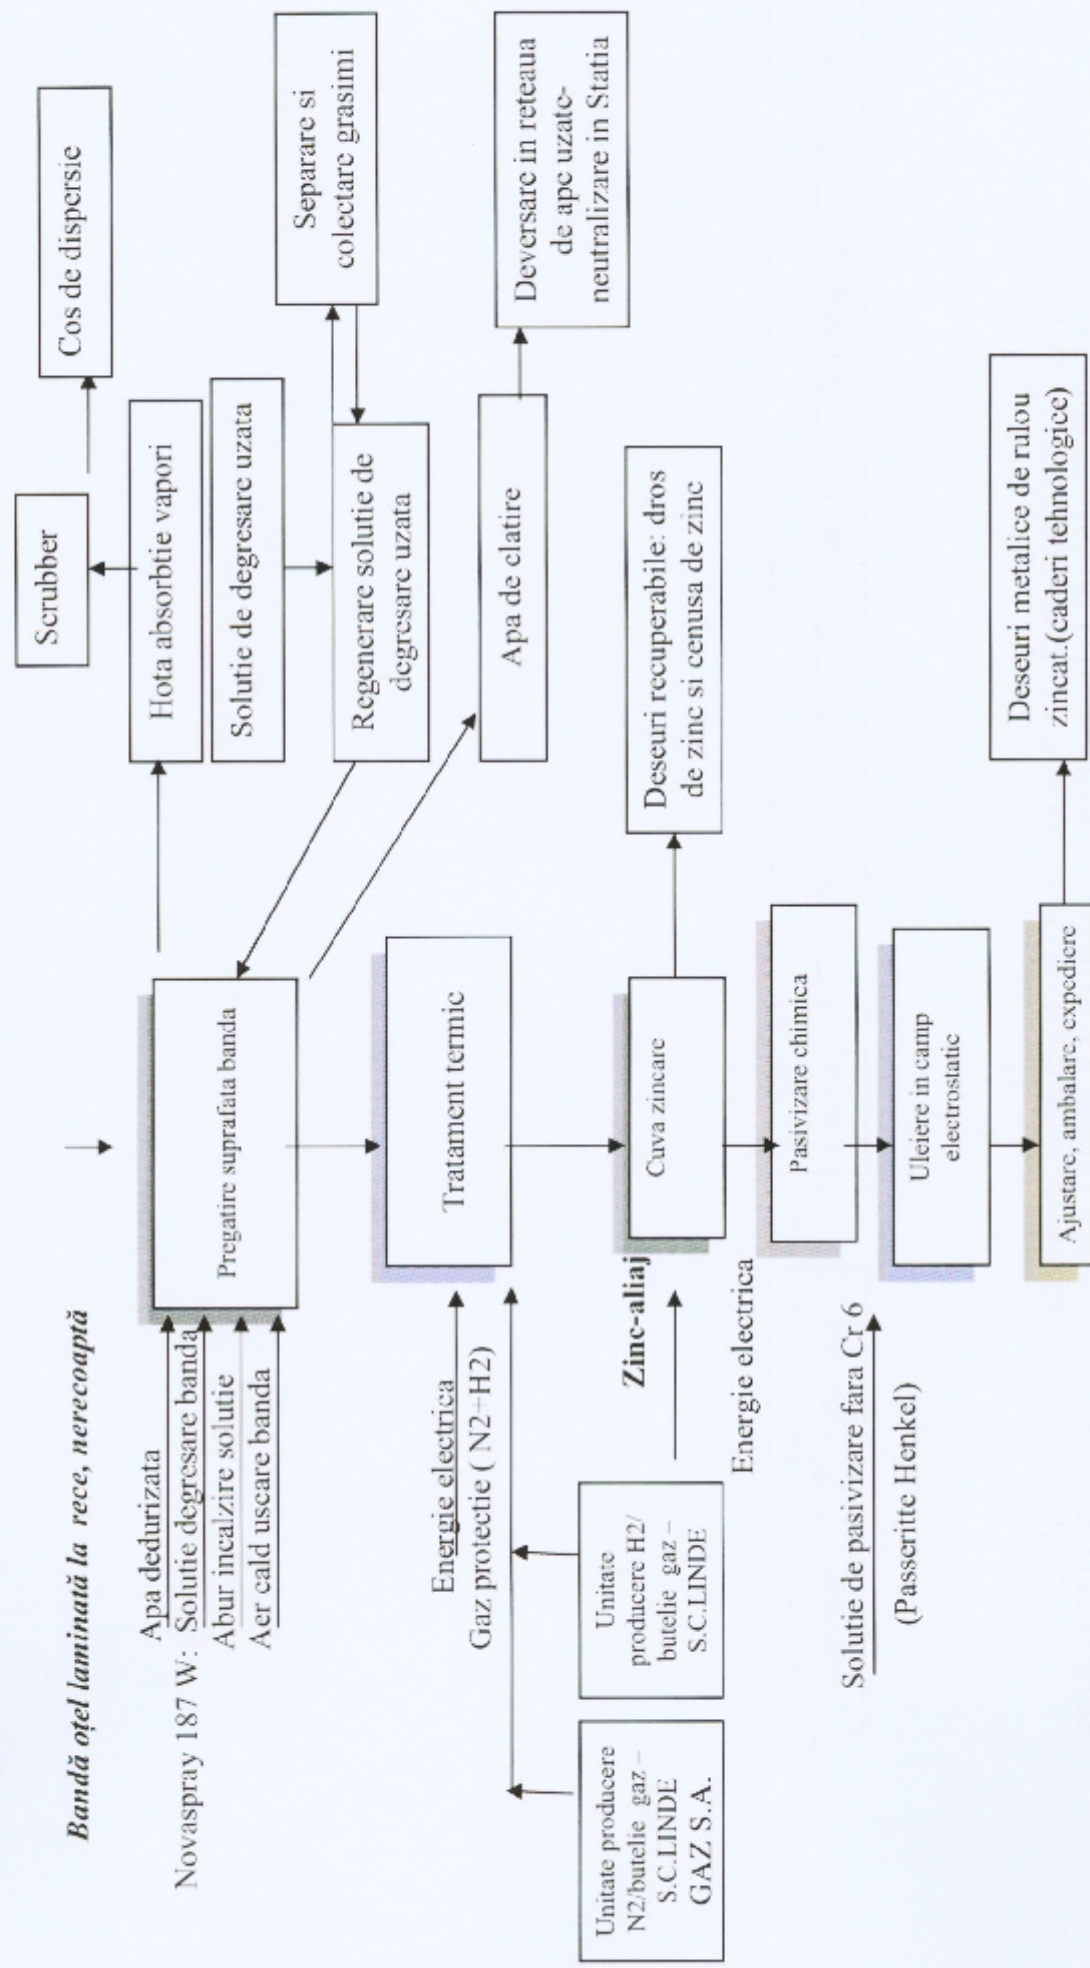 Bandă oțel laminată la rece, nerecoaptă
Apa dedurizata
Novaspray 187 W: Solutie degresare banda
Abur incalzire solutie
Aer cald uscare banda
Pregatire suprafata banda
Scrubber
Cos de dispersie
Hota absorbtie vapori
Solutie de degresare uzata
Regenerare solutie de
degresare uzata
Separare si
colectare grasimi
Apa de clatire
Deversare in reteaua
de ape uzate-
neutralizare in Statia
Energie electrica
Gaz protectie ( N2+H2)
Tratament termic
Unitate producere
N2/butelie gaz –
S.C.LINDE
GAZ S.A.
Unitate
producere H2/
butelie gaz –
S.C.LINDE
Zinc-aliaj
Energie electrica
Cuva zincare
Deseuri recuperabile: dros
de zinc si cenusa de zinc
Pasivizare chimica
Solutie de pasivizare fara Cr 6
(Passeritte Henkel)
Uleiere in camp
electrostatic
Ajustare, ambalare, expediere
Deseuri metalice de rulou
zincat.(caderi tehnologice)